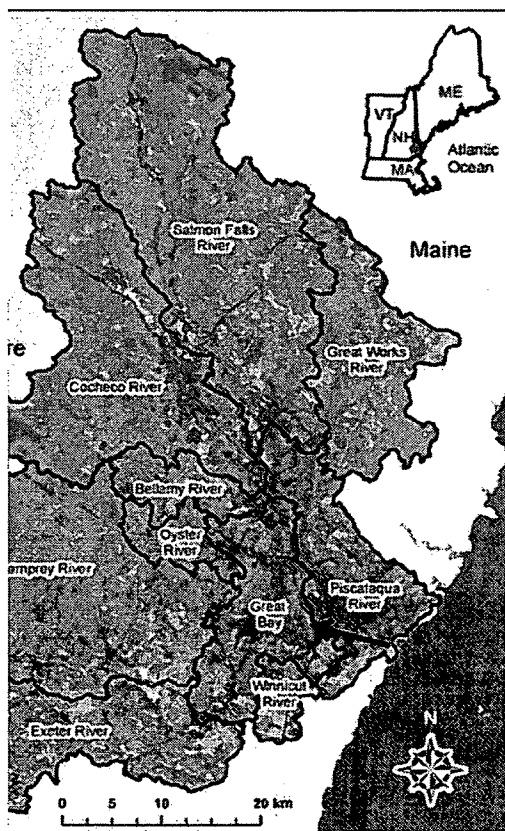 ME
VT
NH
Atlantic
Ocean
MA
Salmon Falls
River
Maine
Great Works
River
re
Cocheco River
Bellamy River
Oyster
River
amprey River
Piscataqua
River
Great
Bay
Winnicut
River
Exeter River
N
0 5 10 20 km